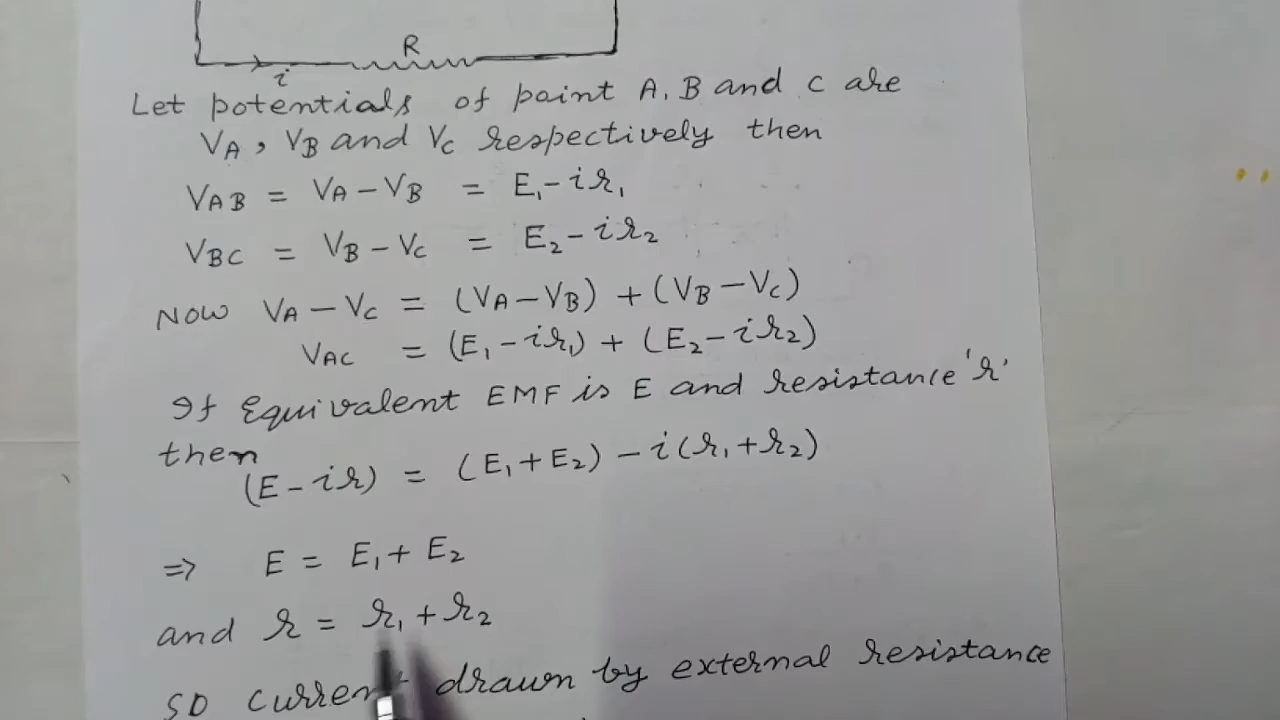 R
i
Let potentials of point A, B and C are
VA, VB and VC respectively then
VAB = VA - VB = E1 - ir1
VBC = VB - VC = E2 - ir2
NOW VA - VC = (VA - VB) + (VB - VC)
VAC = (E1 - ir1) + (E2 - ir2)
If Equivalent EMF is E and resistance 'r'
then
(E - ir) = (E1 + E2) - i(r1 + r2)
⇒ E = E1 + E2
and r = r1 + r2
SO current drawn by external resistance